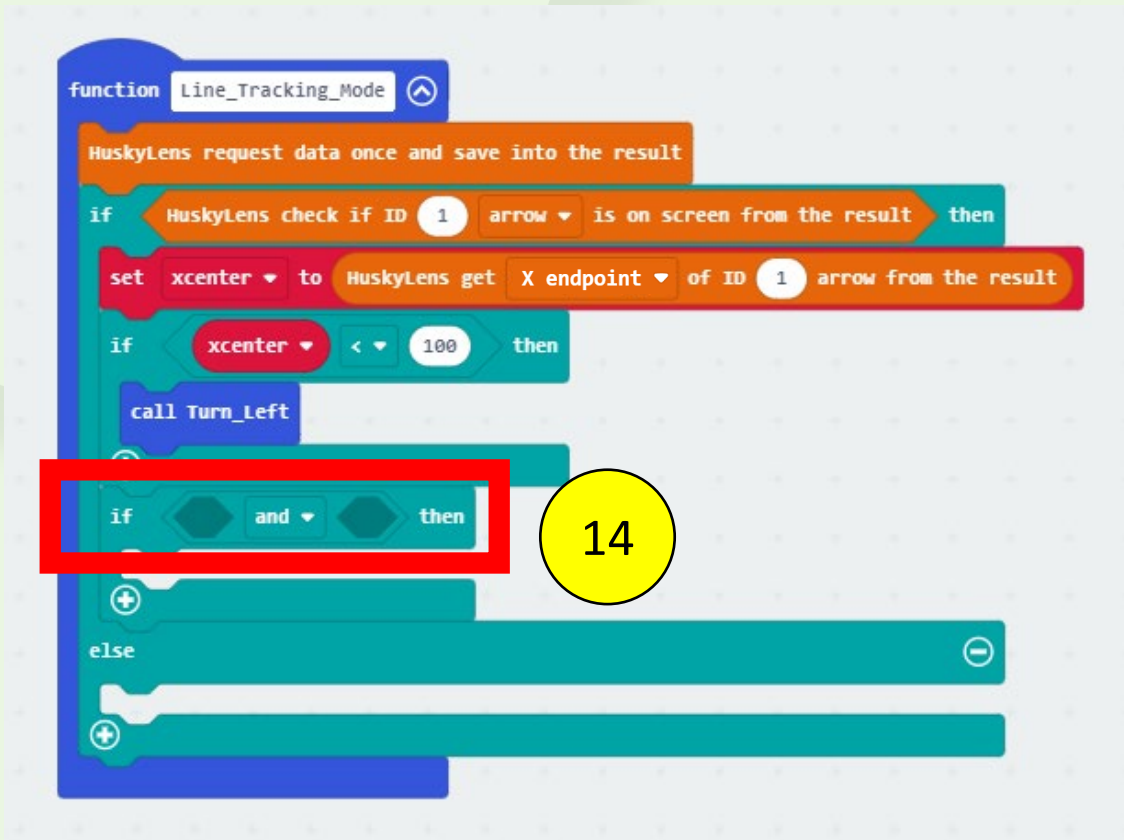 function Line_Tracking_Mode
HuskyLens request data once and save into the result
if HuskyLens check if ID 1 arrow is on screen from the result then
set xcenter to HuskyLens get X endpoint of ID 1 arrow from the result
if xcenter < 100 then
call Turn_Left
if and then
14
else